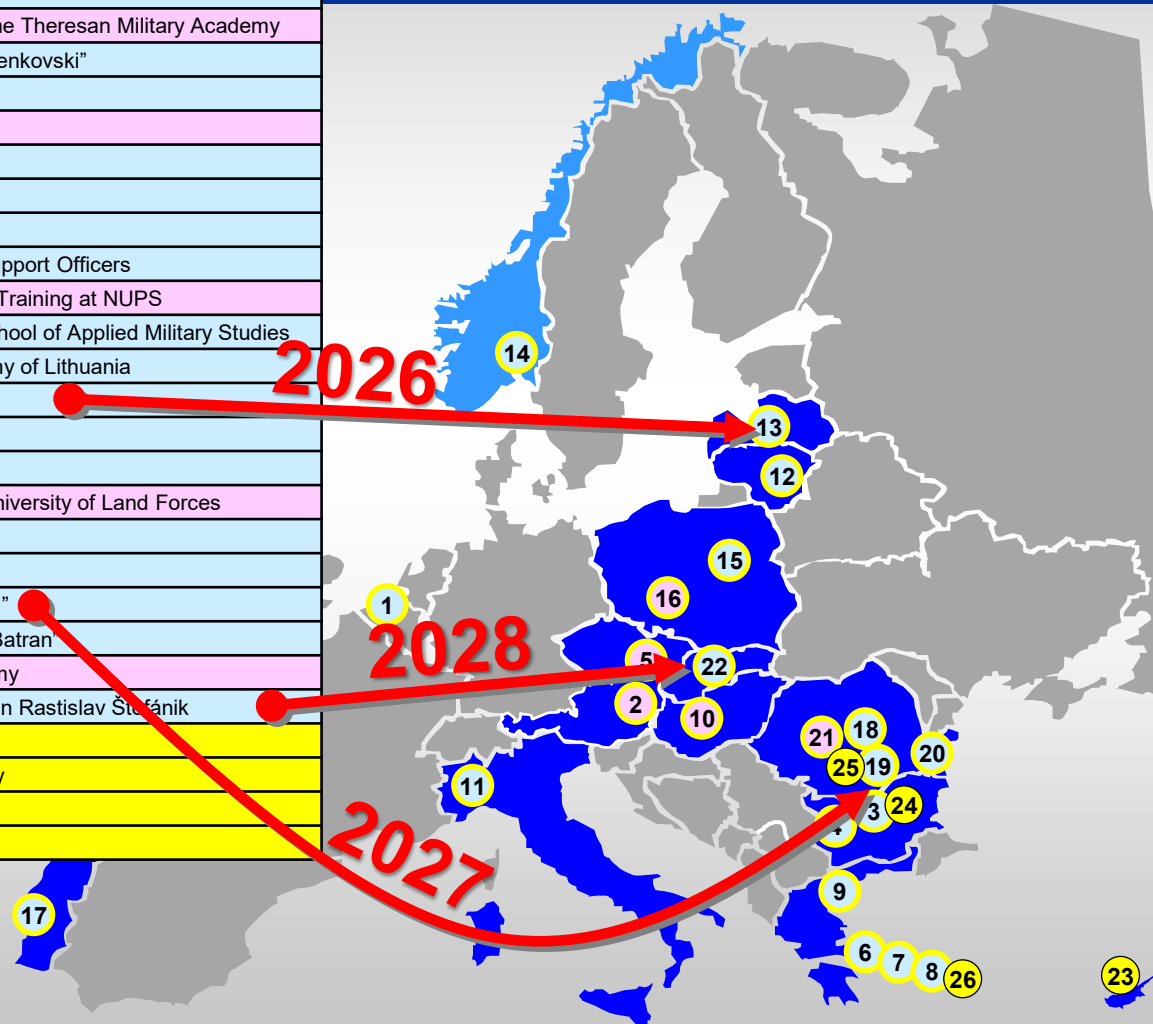 ne Theresan Military Academy
enkovski”
pport Officers
Training at NUPS
hool of Applied Military Studies
ny of Lithuania
niversity of Land Forces
”
Batran”
my
n Rastislav Štefánik
y
2026
2028
2027
14
13
12
15
16
1
5
22
2
10
21
18
20
25
19
11
3
24
4
9
17
6
7
8
26
23